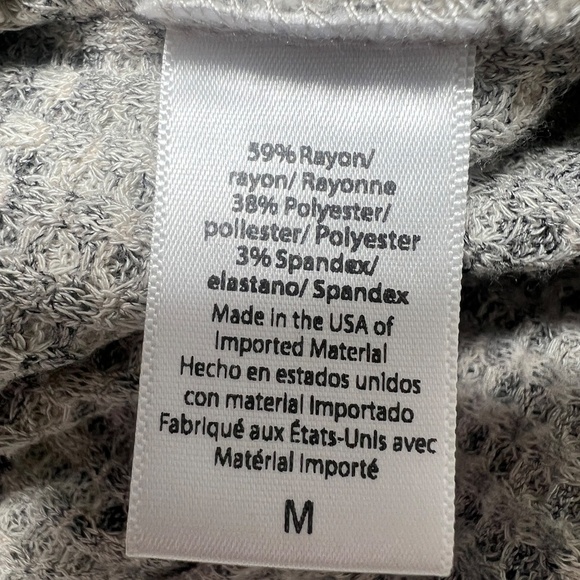 59% Rayon/
rayon/ Rayonne
38% Polyester/
poliester/ Polyester
3% Spandex/
elastano/ Spandex
Made in the USA of
Imported Material
Hecho en estados unidos
con material Importado
Fabriqué aux États-Unis avec
Matérial Importé
M